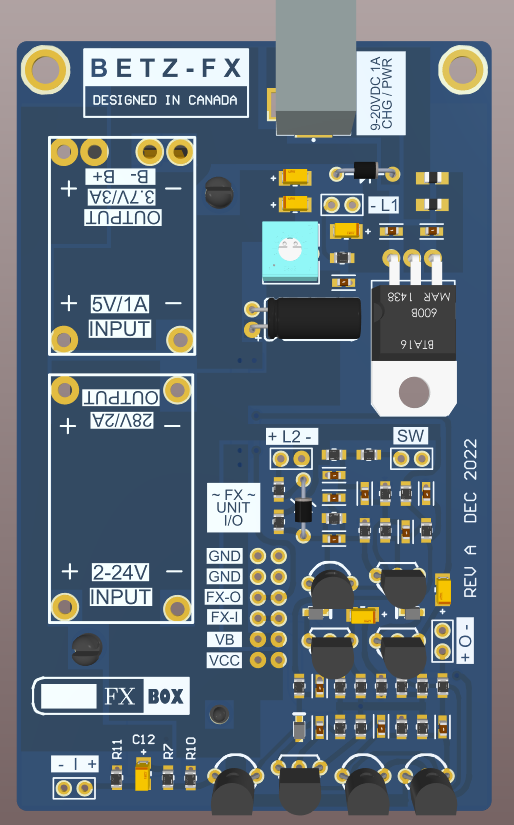 BETZ-FX
DESIGNED IN CANADA
9-20VDC 1A
CHG / PWR
B+ B-
3.7V/3A
OUTPUT
+ −
- L1
+ 5V/1A −
INPUT
MAR 1438
600B
BTA16
OUTPUT
28V/2A
+ −
+ L2 -
SW
~ FX ~
UNIT
I/O
REV A DEC 2022
GND
GND
FX-O
FX-I
VB
VCC
+ 2-24V −
INPUT
+ O -
FX BOX
- I +
R11
C12
+
R7
R10